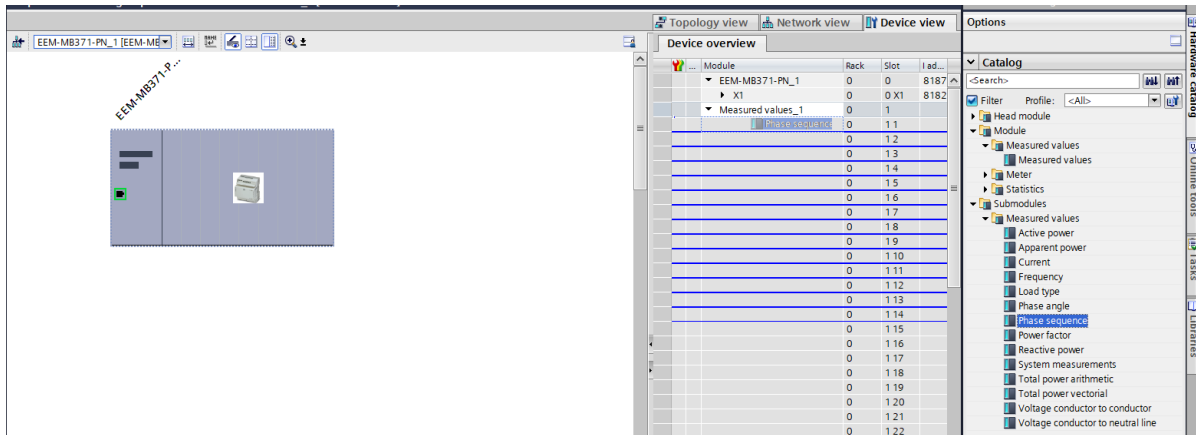 Topology view Network view Device view Options
EEM-MB371-PN_1 [EEM-ME
Device overview
EEM-MB371-P...
... Module Rack Slot I ad...
EEM-MB371-PN_1 0 0 8187
X1 0 0 X1 8182
Measured values_1 0 1
Phase sequence 0 1 1
0 1 2
0 1 3
0 1 4
0 1 5
0 1 6
0 1 7
0 1 8
0 1 9
0 1 10
0 1 11
0 1 12
0 1 13
0 1 14
0 1 15
0 1 16
0 1 17
0 1 18
0 1 19
0 1 20
0 1 21
0 1 22
Catalog
<Search>
Filter Profile: <All>
Head module
Module
Measured values
Measured values
Meter
Statistics
Submodules
Measured values
Active power
Apparent power
Current
Frequency
Load type
Phase angle
Phase sequence
Power factor
Reactive power
System measurements
Total power arithmetic
Total power vectorial
Voltage conductor to conductor
Voltage conductor to neutral line
Hardware catalog
Online tools
Tasks
Libraries